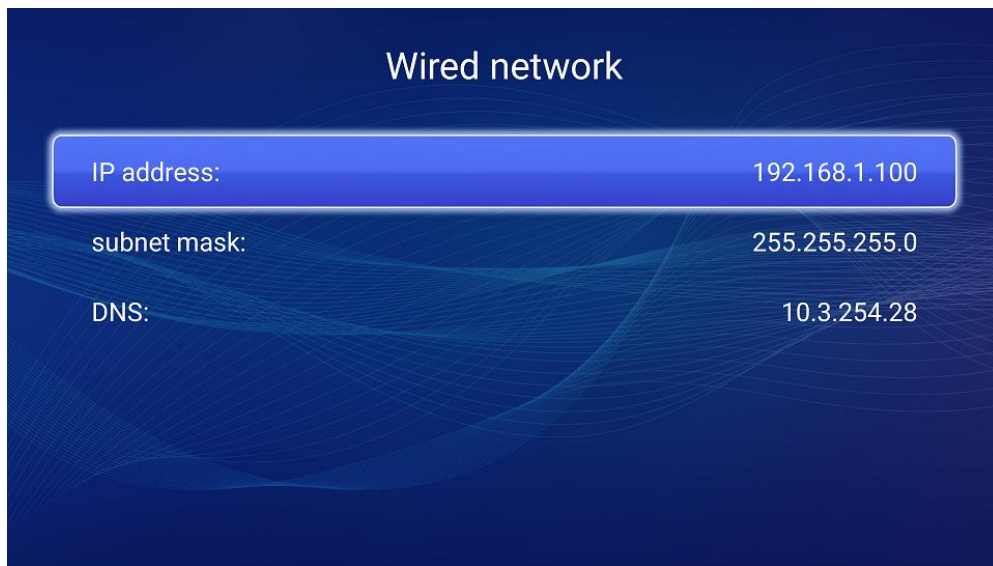 Wired network
IP address: 192.168.1.100
subnet mask: 255.255.255.0
DNS: 10.3.254.28